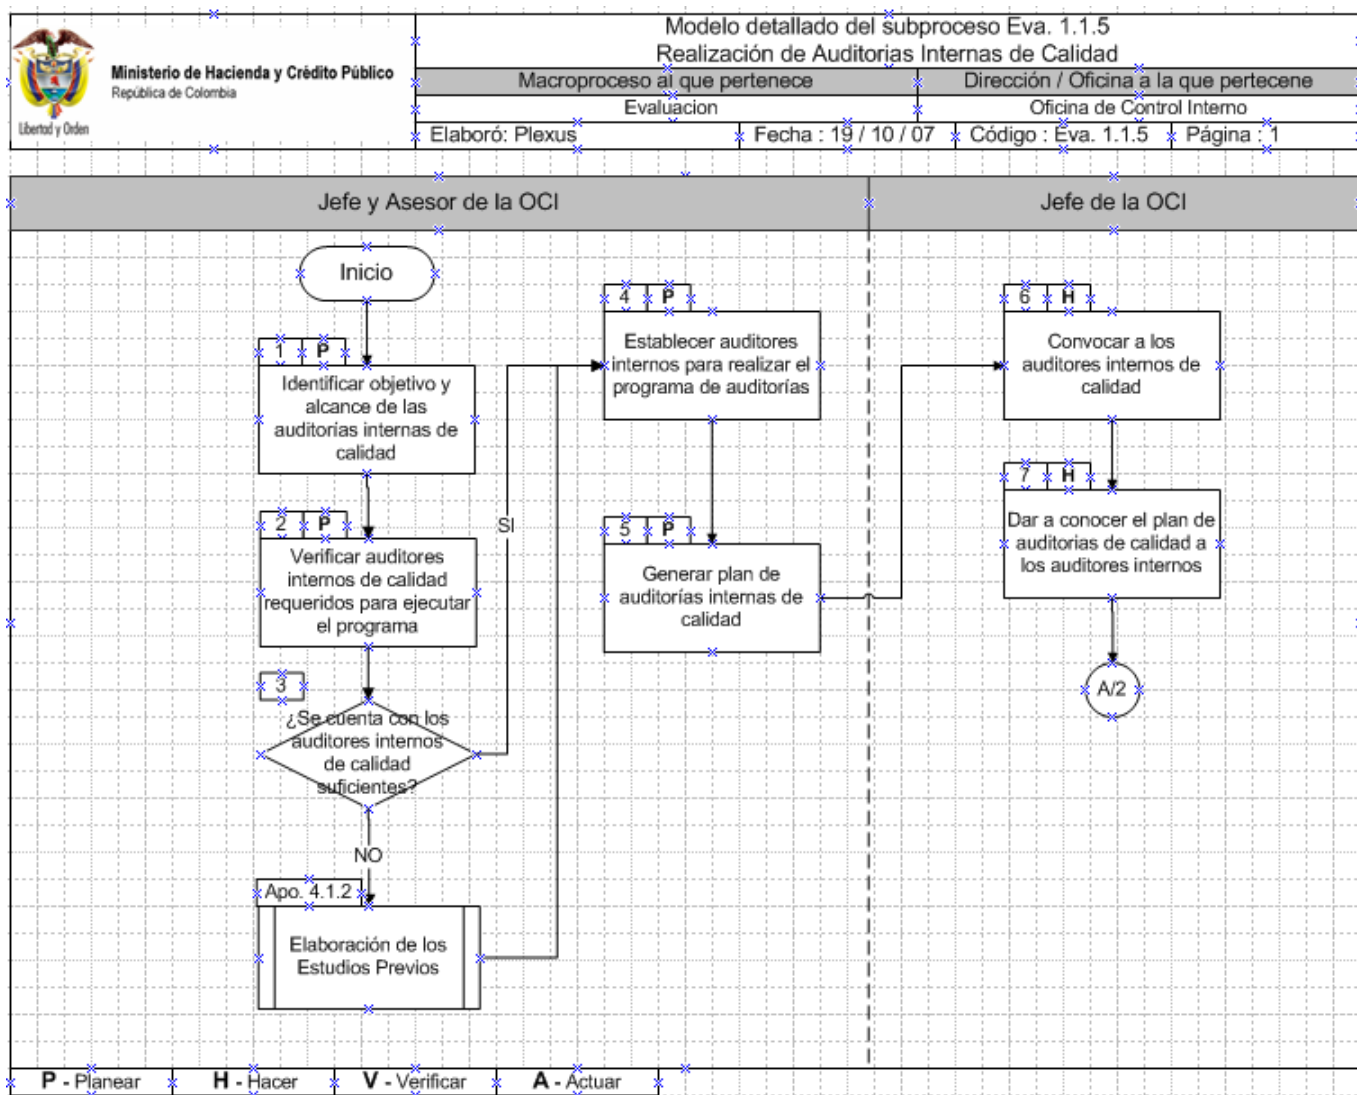 Modelo detallado del subproceso Eva. 1.1.5
Realización de Auditorias Internas de Calidad
Ministerio de Hacienda y Crédito Público
República de Colombia
Libertad y Orden
Macroproceso al que pertenece
Dirección / Oficina a la que pertecene
Evaluacion
Oficina de Control Interno
Elaboró: Plexus
Fecha : 19 / 10 / 07
Código : Eva. 1.1.5
Página : 1
Jefe y Asesor de la OCI
Jefe de la OCI
Inicio
1 P
Identificar objetivo y
alcance de las
auditorías internas de
calidad
2 P
Verificar auditores
internos de calidad
requeridos para ejecutar
el programa
3
¿Se cuenta con los
auditores internos
de calidad
suficientes?
SI
NO
Apo. 4.1.2
Elaboración de los
Estudios Previos
4 P
Establecer auditores
internos para realizar el
programa de auditorías
5 P
Generar plan de
auditorías internas de
calidad
6 H
Convocar a los
auditores internos de
calidad
7 H
Dar a conocer el plan de
auditorias de calidad a
los auditores internos
A/2
P - Planear
H - Hacer
V - Verificar
A - Actuar